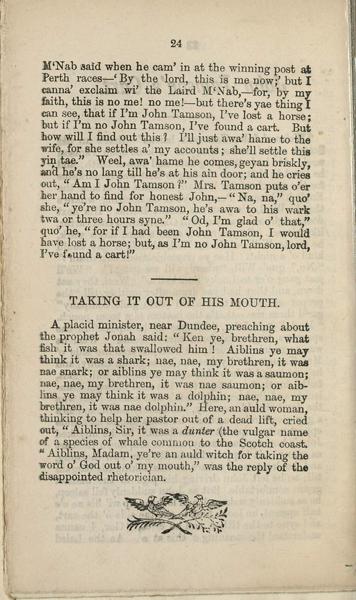 24
M'Nab said when he cam' in at the winning post at
Perth races—'By the lord, this is me now;' but I
canna' exclaim wi' the Laird M'Nab,—for, by my
faith, this is no me! no me!—but there's yae thing I
can see, that if I'm John Tamson, I've lost a horse;
but if I'm no John Tamson, I've found a cart. But
how will I find out this? I'll just awa' hame to the
wife, for she settles a' my accounts; she'll settle this
yin tae." Weel, awa' hame he comes, geyan briskly,
and he's no lang till he's at his ain door; and he cries
out, "Am I John Tamson?" Mrs. Tamson puts o'er
her hand to find for honest John,—"Na, na," quo'
she, "ye're no John Tamson, he's awa to his wark
twa or three hours syne." "Od, I'm glad o' that,"
quo' he, "for if I had been John Tamson, I would
have lost a horse; but, as I'm no John Tamson, lord,
I've found a cart!"
TAKING IT OUT OF HIS MOUTH.
A placid minister, near Dundee, preaching about
the prophet Jonah said: "Ken ye, brethren, what
fish it was that swallowed him! Aiblins ye may
think it was a shark; nae, nae, my brethren, it was
nae snark; or aiblins ye may think it was a saumon;
nae, nae, my brethren, it was nae saumon; or aib-
lins ye may think it was a dolphin; nae, nae, my
brethren, it was nae dolphin." Here, an auld woman,
thinking to help her pastor out of a dead lift, cried
out, "Aiblins, Sir, it was a dunter (the vulgar name
of a species of whale common to the Scotch coast.
"Aiblins, Madam, ye're an auld witch for taking the
word o' God out o' my mouth," was the reply of the
disappointed rhetorician.